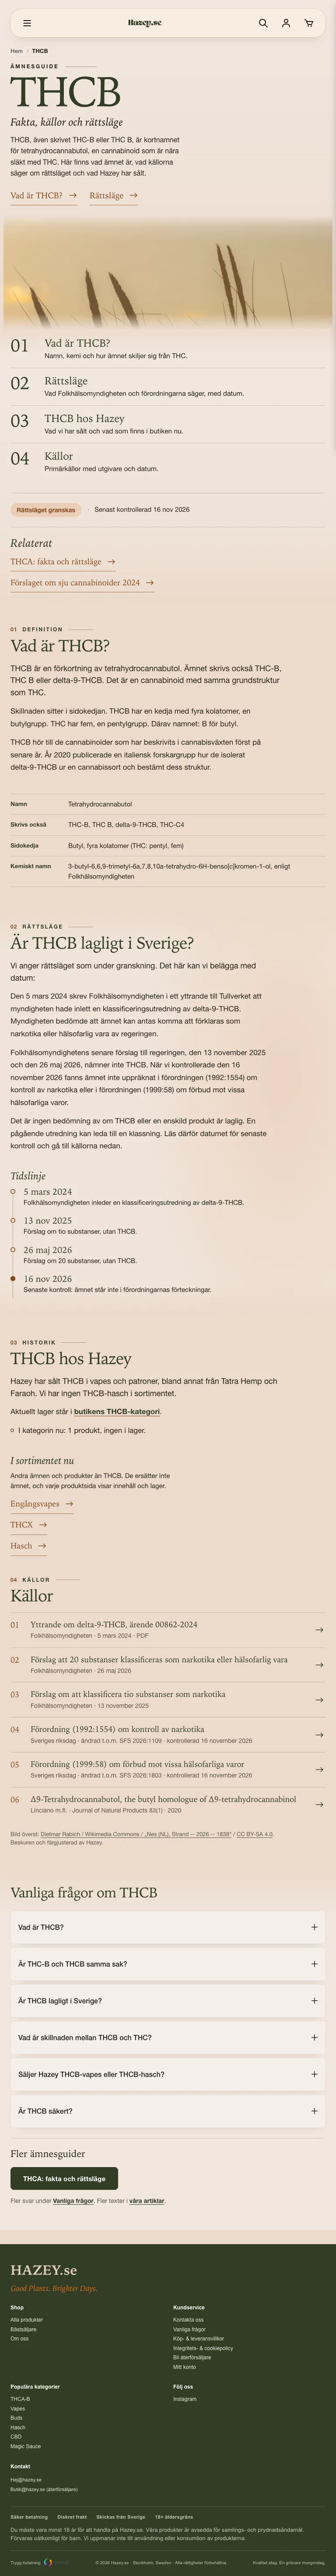 Hazey.se
Hem › THCB
ÄMNESGUIDE
THCB
Fakta, källor och rättsläge
THCB, även skrivet THC-B eller THC B, är kortnamnet
för tetrahydrocannabutol, en cannabinoid som är nära
släkt med THC. Här finns vad ämnet är, vad källorna
säger om rättsläget och vad Hazey har sålt.
Vad är THCB? → Rättsläge →
01 Vad är THCB?
Namn, kemi och hur ämnet skiljer sig från THC.
02 Rättsläge
Vad Folkhälsomyndigheten och förordningarna säger, med datum.
03 THCB hos Hazey
Vad vi har sålt och vad som finns i butiken nu.
04 Källor
Primärkällor med utgivare och datum.
Rättsläget granskas · Senast kontrollerad 16 nov 2026
Relaterat
THCA: fakta och rättsläge →
Förslaget om sju cannabinoider 2024 →
01 DEFINITION
Vad är THCB?
THCB är en förkortning av tetrahydrocannabutol. Ämnet skrivs också THC-B,
THC B eller delta-9-THCB. Det är en cannabinoid med samma grundstruktur
som THC.
Skillnaden sitter i sidokedjan. THCB har en kedja med fyra kolatomer, en
butylgrupp. THC har fem, en pentylgrupp. Därav namnet: B för butyl.
THCB hör till de cannabinoider som har beskrivits i cannabisväxten först på
senare år. År 2020 publicerade en italiensk forskargrupp hur de isolerat
delta-9-THCB ur en cannabissort och bestämt dess struktur.
Namn Tetrahydrocannabutol
Skrivs också THC-B, THC B, delta-9-THCB, THC-C4
Sidokedja Butyl, fyra kolatomer (THC: pentyl, fem)
Kemiskt namn 3-butyl-6,6,9-trimetyl-6a,7,8,10a-tetrahydro-6H-benso[c]kromen-1-ol, enligt
Folkhälsomyndigheten
02 RÄTTSLÄGE
Är THCB lagligt i Sverige?
Vi anger rättsläget som under granskning. Det här kan vi belägga med
datum:
Den 5 mars 2024 skrev Folkhälsomyndigheten i ett yttrande till Tullverket att
myndigheten hade inlett en klassificeringsutredning av delta-9-THCB.
Myndigheten bedömde att ämnet kan antas komma att förklaras som
narkotika eller hälsofarlig vara av regeringen.
Folkhälsomyndighetens senare förslag till regeringen, den 13 november 2025
och den 26 maj 2026, nämner inte THCB. När vi kontrollerade den 16
november 2026 fanns ämnet inte uppräknat i förordningen (1992:1554) om
kontroll av narkotika eller i förordningen (1999:58) om förbud mot vissa
hälsofarliga varor.
Det är ingen bedömning av om THCB eller en enskild produkt är laglig. En
pågående utredning kan leda till en klassning. Läs därför datumet för senaste
kontroll och gå till källorna nedan.
Tidslinje
5 mars 2024
Folkhälsomyndigheten inleder en klassificeringsutredning av delta-9-THCB.
13 nov 2025
Förslag om tio substanser, utan THCB.
26 maj 2026
Förslag om 20 substanser, utan THCB.
16 nov 2026
Senaste kontroll: ämnet står inte i förordningarnas förteckningar.
03 HISTORIK
THCB hos Hazey
Hazey har sålt THCB i vapes och patroner, bland annat från Tatra Hemp och
Faraoh. Vi har ingen THCB-hasch i sortimentet.
Aktuellt lager står i butikens THCB-kategori.
I kategorin nu: 1 produkt, ingen i lager.
I sortimentet nu
Andra ämnen och produkter än THCB. De ersätter inte
ämnet, och varje produktsida visar innehåll och lager.
Engångsvapes →
THCX →
Hasch →
04 KÄLLOR
Källor
01 Yttrande om delta-9-THCB, ärende 00862-2024 →
Folkhälsomyndigheten · 5 mars 2024 · PDF
02 Förslag att 20 substanser klassificeras som narkotika eller hälsofarlig vara →
Folkhälsomyndigheten · 26 maj 2026
03 Förslag om att klassificera tio substanser som narkotika →
Folkhälsomyndigheten · 13 november 2025
04 Förordning (1992:1554) om kontroll av narkotika →
Sveriges riksdag · ändrad t.o.m. SFS 2026:1109 · kontrollerad 16 november 2026
05 Förordning (1999:58) om förbud mot vissa hälsofarliga varor →
Sveriges riksdag · ändrad t.o.m. SFS 2026:1803 · kontrollerad 16 november 2026
06 Δ9-Tetrahydrocannabutol, the butyl homologue of Δ9-tetrahydrocannabinol →
Linciano m.fl. · Journal of Natural Products 83(1) · 2020
Bild överst: Dietmar Rabich / Wikimedia Commons / „Nes (NL), Strand -- 2026 -- 1838“ / CC BY-SA 4.0.
Beskuren och färgjusterad av Hazey.
Vanliga frågor om THCB
Vad är THCB? +
Är THC-B och THCB samma sak? +
Är THCB lagligt i Sverige? +
Vad är skillnaden mellan THCB och THC? +
Säljer Hazey THCB-vapes eller THCB-hasch? +
Är THCB säkert? +
Fler ämnesguider
THCA: fakta och rättsläge
Fler svar under Vanliga frågor. Fler texter i våra artiklar.
HAZEY.se
Good Plants. Brighter Days.
Shop
Alla produkter
Bästsäljare
Om oss
Kundservice
Kontakta oss
Vanliga frågor
Köp- & leveransvillkor
Integritets- & cookiepolicy
Bli återförsäljare
Mitt konto
Populära kategorier
THCA-B
Vapes
Buds
Hasch
CBD
Magic Sauce
Följ oss
Instagram
Kontakt
Hej@hazey.se
Butik@hazey.se (återförsäljare)
Säker betalning Diskret frakt Skickas från Sverige 18+ åldersgräns
Du måste vara minst 18 år för att handla på Hazey.se. Våra produkter är avsedda för samlings- och prydnadsändamål.
Förvaras oåtkomligt för barn. Vi uppmanar inte till användning eller konsumtion av produkterna.
Trygg betalning
© 2026 Hazey.se · Stockholm, Sweden · Alla rättigheter förbehållna.
Kvalitet idag. En grönare morgondag.